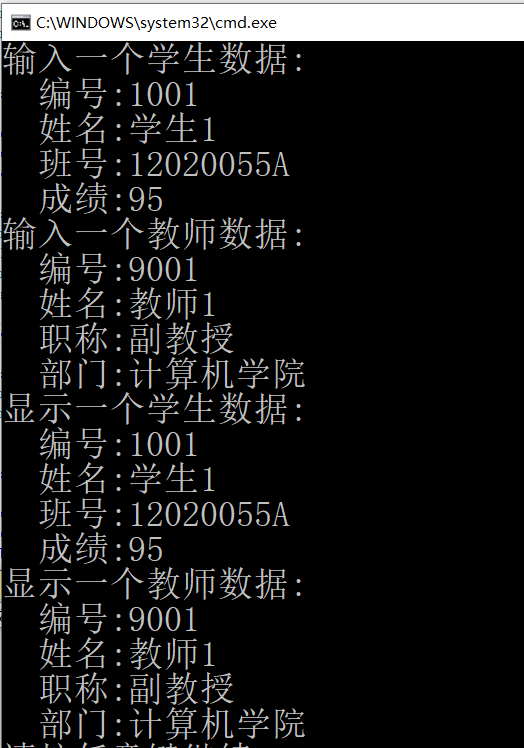 C:\WINDOWS\system32\cmd.exe
输入一个学生数据:
编号:1001
姓名:学生1
班号:12020055A
成绩:95
输入一个教师数据:
编号:9001
姓名:教师1
职称:副教授
部门:计算机学院
显示一个学生数据:
编号:1001
姓名:学生1
班号:12020055A
成绩:95
显示一个教师数据:
编号:9001
姓名:教师1
职称:副教授
部门:计算机学院